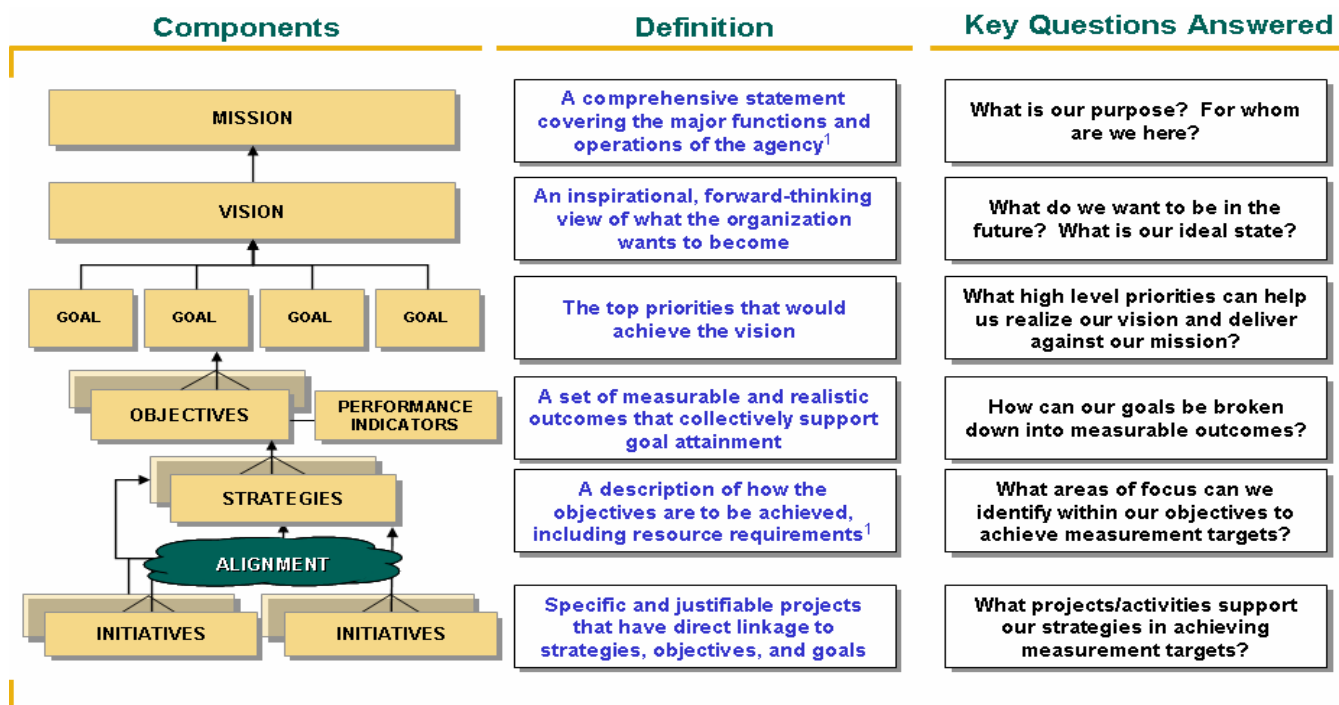 Components
Definition
Key Questions Answered
MISSION
A comprehensive statement
covering the major functions and
operations of the agency1
What is our purpose?  For whom
are we here?
VISION
An inspirational, forward-thinking
view of what the organization
wants to become
What do we want to be in the
future?  What is our ideal state?
GOAL
GOAL
GOAL
GOAL
The top priorities that would
achieve the vision
What high level priorities can help
us realize our vision and deliver
against our mission?
OBJECTIVES
PERFORMANCE
INDICATORS
A set of measurable and realistic
outcomes that collectively support
goal attainment
How can our goals be broken
down into measurable outcomes?
STRATEGIES
A description of how the
objectives are to be achieved,
including resource requirements1
What areas of focus can we
identify within our objectives to
achieve measurement targets?
ALIGNMENT
INITIATIVES
INITIATIVES
Specific and justifiable projects
that have direct linkage to
strategies, objectives, and goals
What projects/activities support
our strategies in achieving
measurement targets?